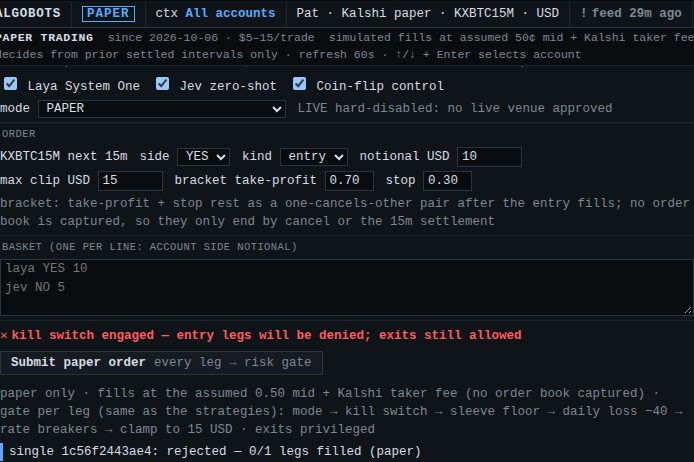 ALGOBOTS PAPER ctx All accounts Pat · Kalshi paper · KXBTC15M · USD ! feed 29m ago
PAPER TRADING since 2026-10-06 · $5–15/trade simulated fills at assumed 50¢ mid + Kalshi taker fee
decides from prior settled intervals only · refresh 60s · ↑/↓ + Enter selects account
Laya System One Jev zero-shot Coin-flip control
mode PAPER LIVE hard-disabled: no live venue approved
ORDER
KXBTC15M next 15m side YES kind entry notional USD 10
max clip USD 15 bracket take-profit 0.70 stop 0.30
bracket: take-profit + stop rest as a one-cancels-other pair after the entry fills; no order
book is captured, so they only end by cancel or the 15m settlement
BASKET (ONE PER LINE: ACCOUNT SIDE NOTIONAL)
laya YES 10
jev NO 5
× kill switch engaged — entry legs will be denied; exits still allowed
Submit paper order every leg → risk gate
paper only · fills at the assumed 0.50 mid + Kalshi taker fee (no order book captured) ·
gate per leg (same as the strategies): mode → kill switch → sleeve floor → daily loss −40 →
rate breakers → clamp to 15 USD · exits privileged
single 1c56f2443ae4: rejected — 0/1 legs filled (paper)